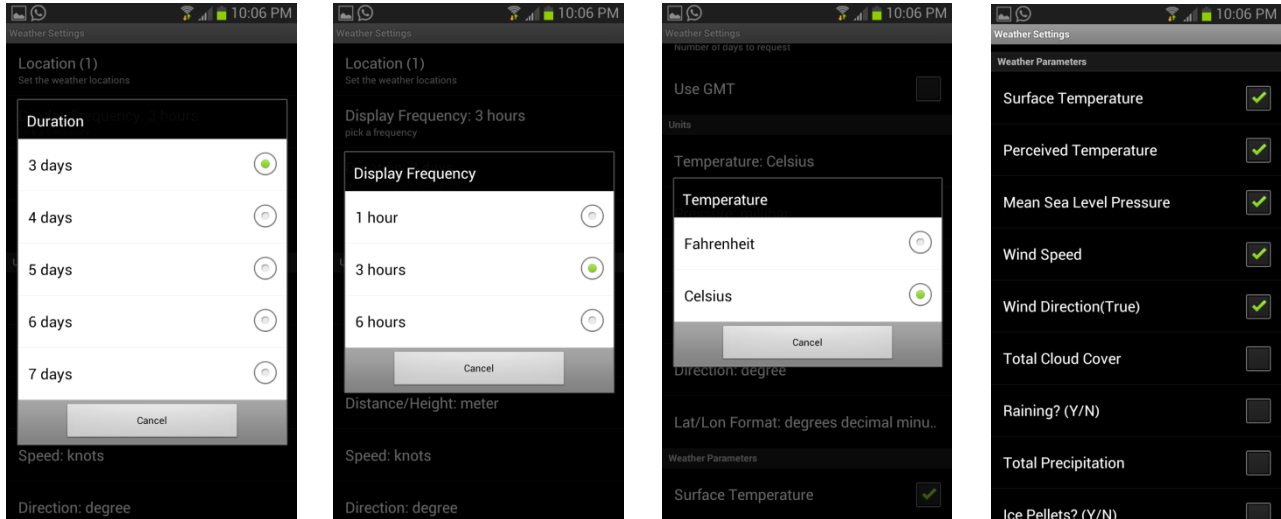 10:06 PM
Weather Settings
Location (1)
Set the weather locations
Duration
3 days
4 days
5 days
6 days
7 days
Cancel
Speed: knots
Direction: degree
10:06 PM
Weather Settings
Location (1)
Set the weather locations
Display Frequency: 3 hours
pick a frequency
Display Frequency
1 hour
3 hours
6 hours
Cancel
Distance/Height: meter
Speed: knots
Direction: degree
10:06 PM
Weather Settings
Number of days to request
Use GMT
Units
Temperature: Celsius
Temperature
Fahrenheit
Celsius
Cancel
Direction: degree
Lat/Lon Format: degrees decimal minu..
Weather Parameters
Surface Temperature
10:06 PM
Weather Settings
Weather Parameters
Surface Temperature
Perceived Temperature
Mean Sea Level Pressure
Wind Speed
Wind Direction(True)
Total Cloud Cover
Raining? (Y/N)
Total Precipitation
Ice Pellets? (Y/N)